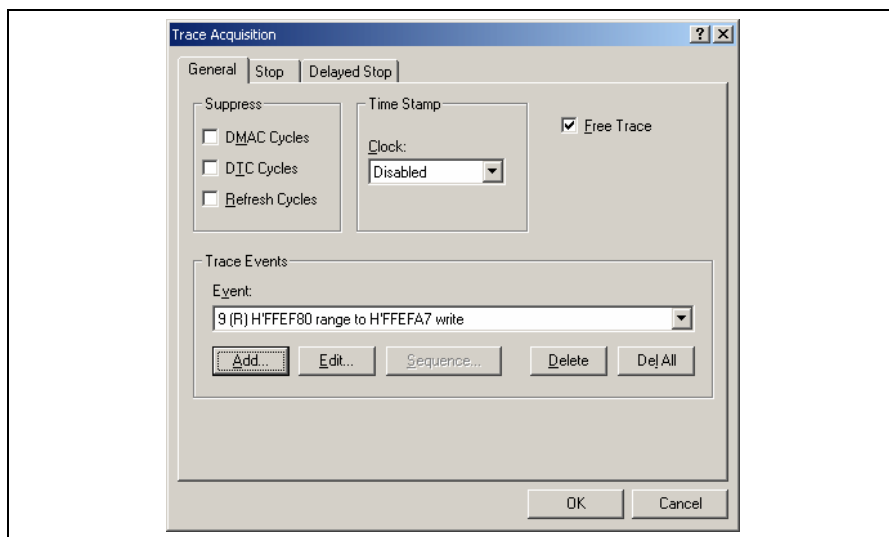 Trace Acquisition
General Stop Delayed Stop
Suppress
DMAC Cycles
DTC Cycles
Refresh Cycles
Time Stamp
Clock:
Disabled
Free Trace
Trace Events
Event:
9 (R) H'FFEF80 range to H'FFEFA7 write
Add... Edit... Sequence... Delete Del All
OK Cancel